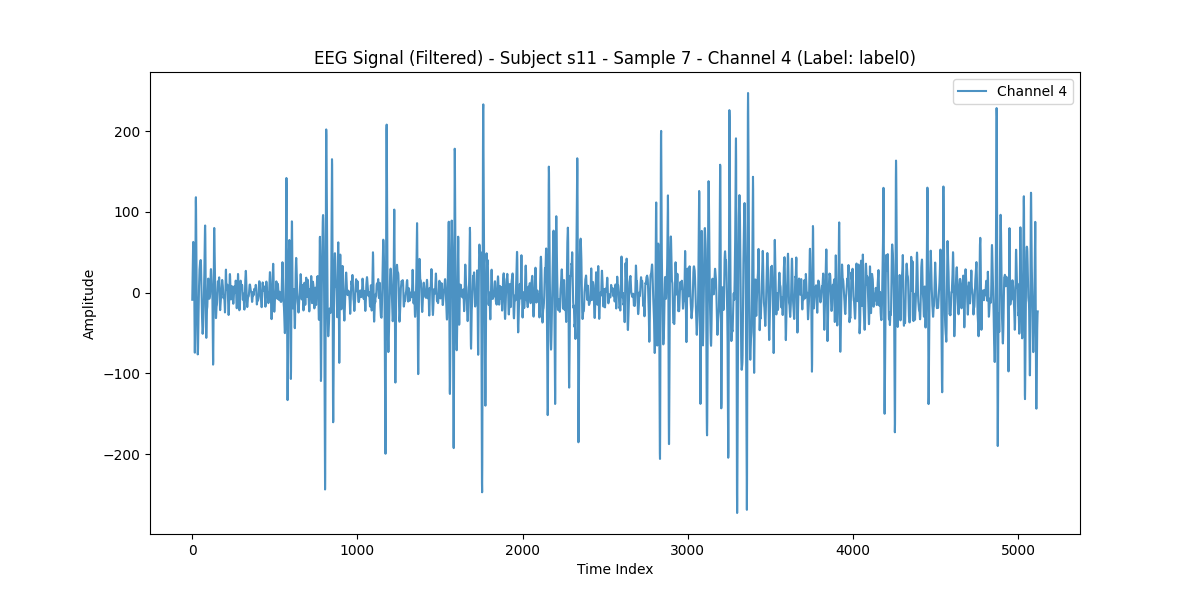 EEG Signal (Filtered) - Subject s11 - Sample 7 - Channel 4 (Label: label0)
Channel 4
200
100
0
−100
−200
Amplitude
0 1000 2000 3000 4000 5000
Time Index